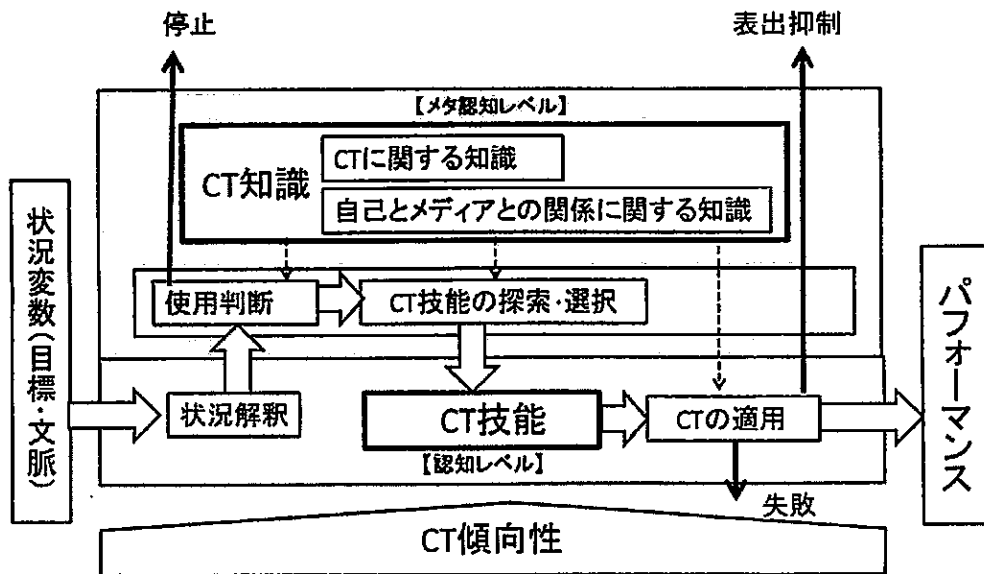 停止
表出抑制
【メタ認知レベル】
CT知識
CTに関する知識
自己とメディアとの関係に関する知識
状況変数(目標・文脈)
使用判断
CT技能の探索・選択
状況解釈
CT技能
CTの適用
【認知レベル】
パフォーマンス
失敗
CT傾向性